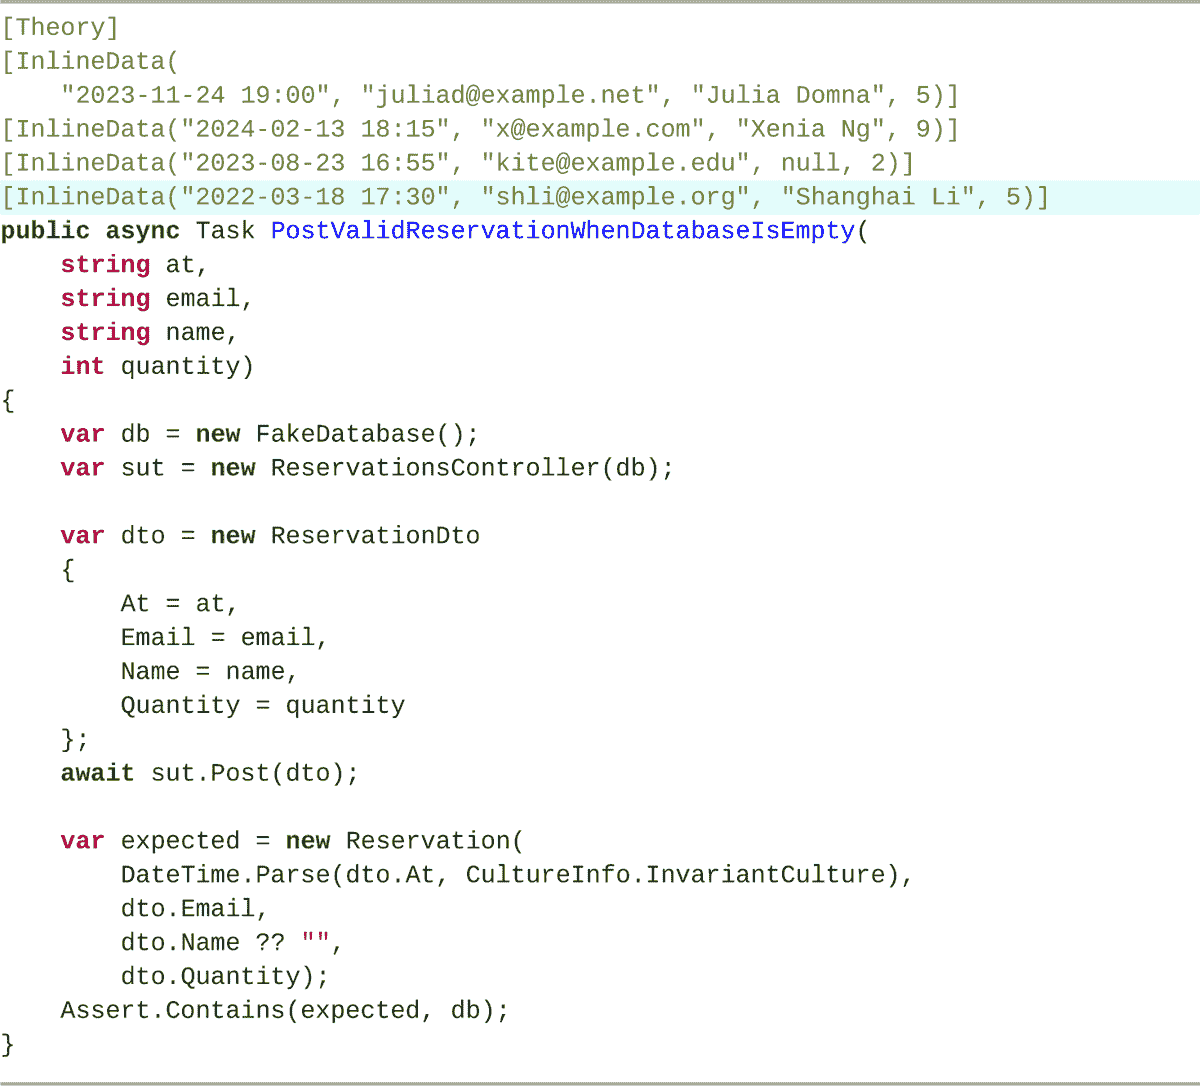 [Theory]
[InlineData(
    "2023-11-24 19:00", "juliad@example.net", "Julia Domna", 5)]
[InlineData("2024-02-13 18:15", "x@example.com", "Xenia Ng", 9)]
[InlineData("2023-08-23 16:55", "kite@example.edu", null, 2)]
[InlineData("2022-03-18 17:30", "shli@example.org", "Shanghai Li", 5)]
public async Task PostValidReservationWhenDatabaseIsEmpty(
    string at,
    string email,
    string name,
    int quantity)
{
    var db = new FakeDatabase();
    var sut = new ReservationsController(db);

    var dto = new ReservationDto
    {
        At = at,
        Email = email,
        Name = name,
        Quantity = quantity
    };
    await sut.Post(dto);

    var expected = new Reservation(
        DateTime.Parse(dto.At, CultureInfo.InvariantCulture),
        dto.Email,
        dto.Name ?? "",
        dto.Quantity);
    Assert.Contains(expected, db);
}